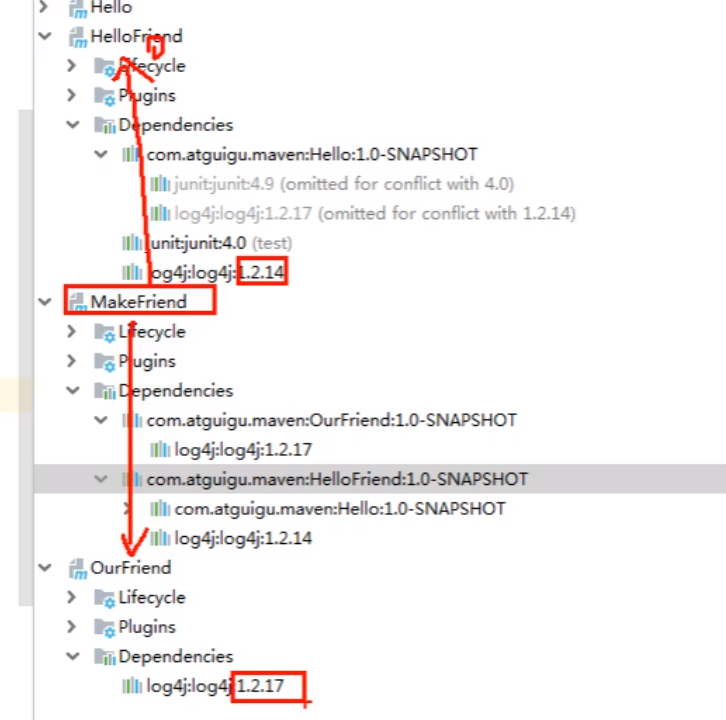 Hello
HelloFriend
Lifecycle
Plugins
Dependencies
com.atguigu.maven:Hello:1.0-SNAPSHOT
junit:junit:4.9 (omitted for conflict with 4.0)
log4j:log4j:1.2.17 (omitted for conflict with 1.2.14)
junit:junit:4.0 (test)
log4j:log4j:1.2.14
MakeFriend
Lifecycle
Plugins
Dependencies
com.atguigu.maven:OurFriend:1.0-SNAPSHOT
log4j:log4j:1.2.17
com.atguigu.maven:HelloFriend:1.0-SNAPSHOT
com.atguigu.maven:Hello:1.0-SNAPSHOT
log4j:log4j:1.2.14
OurFriend
Lifecycle
Plugins
Dependencies
log4j:log4j:1.2.17